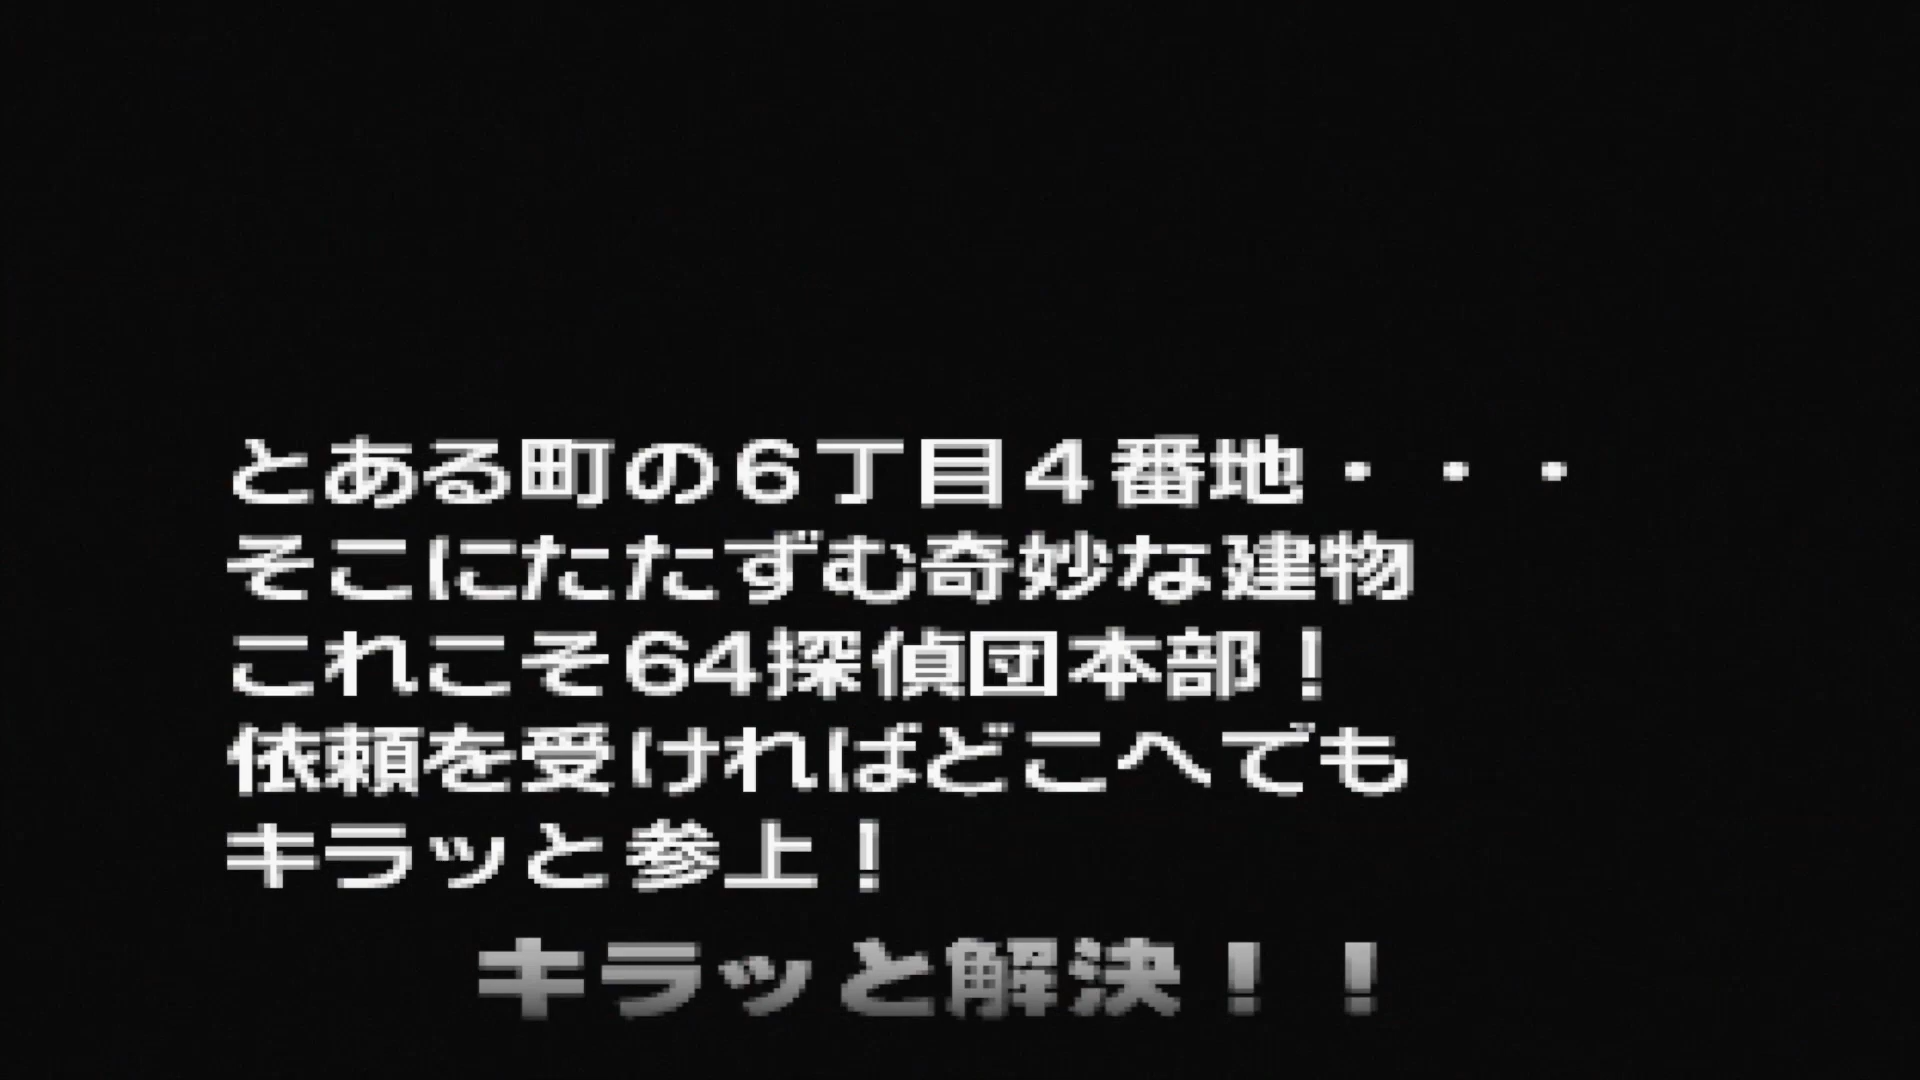 とある町の６丁目４番地・・・
そこにたたずむ奇妙な建物
これこそ64探偵団本部！
依頼を受ければどこへでも
キラッと参上！
キラッと解決！！